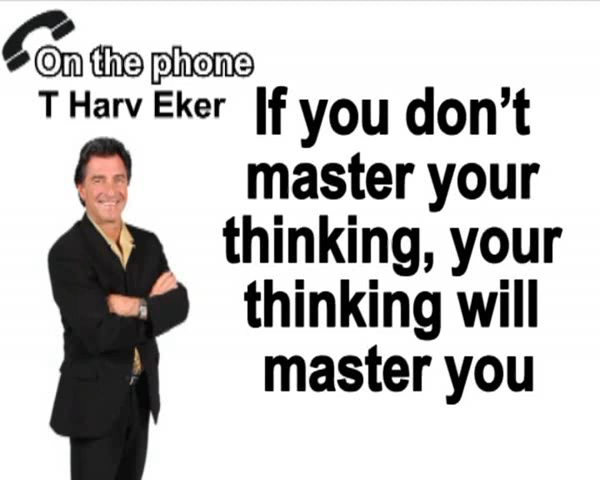 On the phone
T Harv Eker
If you don't
master your
thinking, your
thinking will
master you